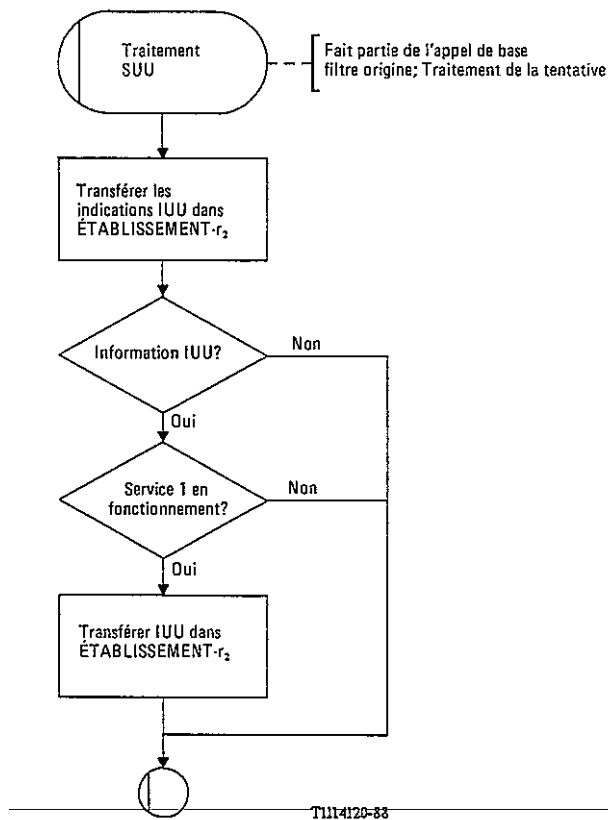 Traitement
SUU
Fait partie de l'appel de base
filtre origine; Traitement de la tentative
Transférer les
indications IUU dans
ÉTABLISSEMENT-r₂
Information IUU?
Non
Oui
Service 1 en
fonctionnement?
Non
Oui
Transférer IUU dans
ÉTABLISSEMENT-r₂
T1114120-88